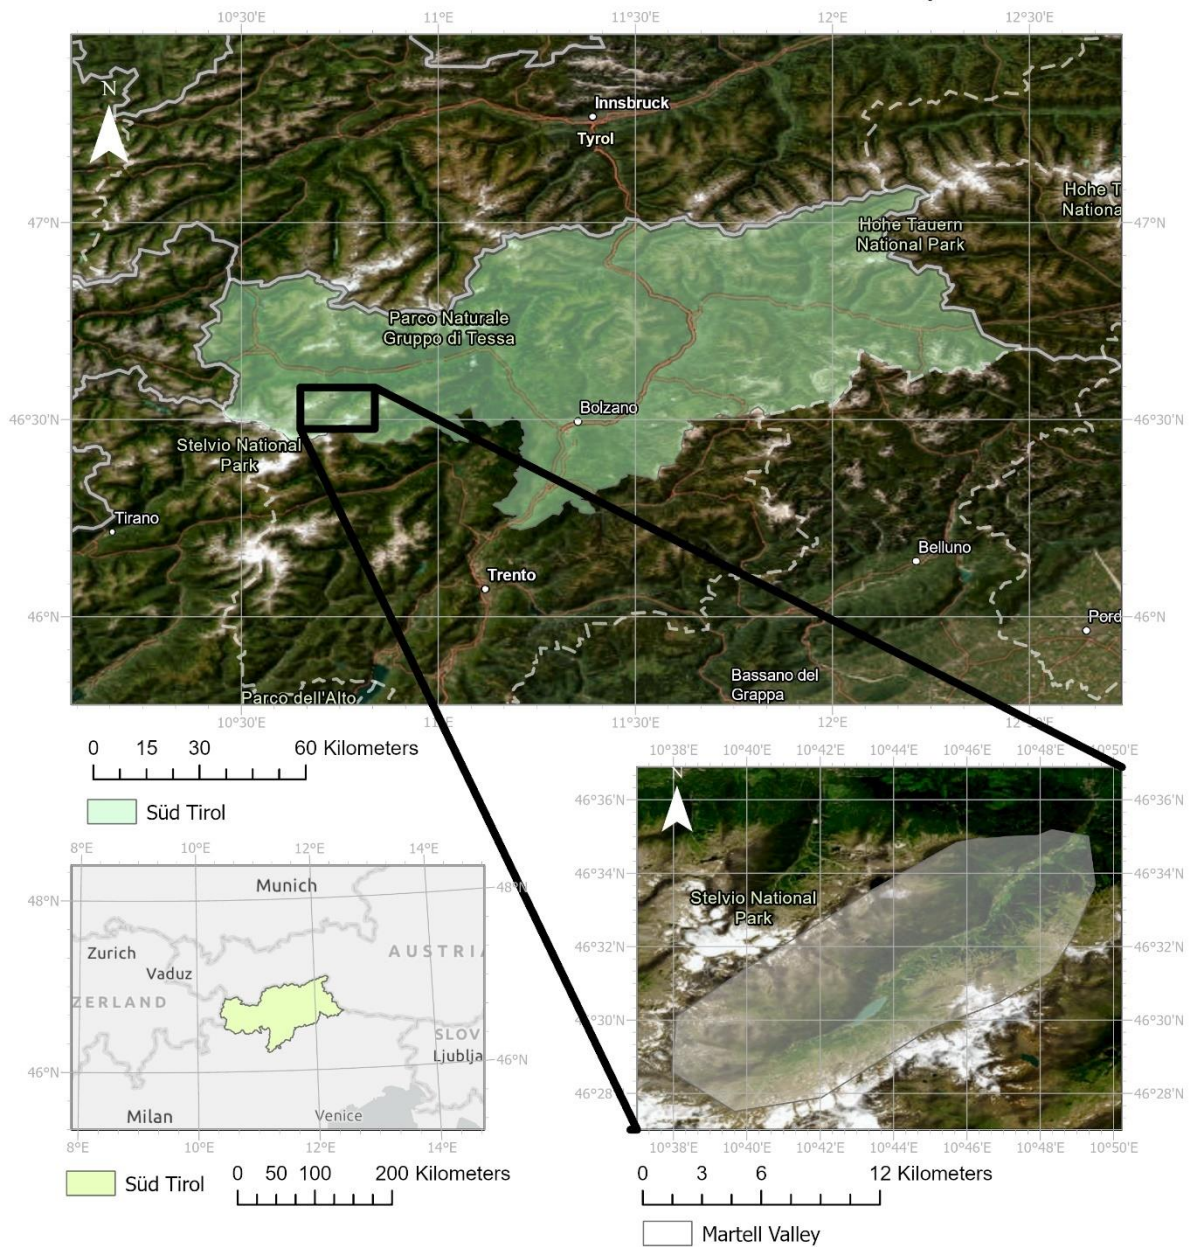 10°30'E 11°E 11°30'E 12°E 12°30'E
N
Innsbruck
Tyrol
Hohe T
Nationa
47°N 47°N
Hohe Tauern
National Park
Parco Naturale
Gruppo di Tessa
46°30'N 46°30'N
Bolzano
Stelvio National
Park
Tirano
Belluno
Trento
46°N 46°N
Pord
Bassano del
Grappa
Parco dell'Alto
10°30'E 11°E 11°30'E 12°E 12°30'E
0 15 30 60 Kilometers
Süd Tirol
10°38'E 10°40'E 10°42'E 10°44'E 10°46'E 10°48'E 10°50'E
N
46°36'N 46°36'N
46°34'N 46°34'N
Stelvio National
Park
46°32'N 46°32'N
46°30'N 46°30'N
46°28' 46°28'N
10°38'E 10°40'E 10°42'E 10°44'E 10°46'E 10°48'E 10°50'E
0 3 6 12 Kilometers
Martell Valley
8°E 10°E 12°E 14°E
Munich
48°N 48°N
AUSTRI
Zurich
Vaduz
ZERLAND
SLOV
Ljublja
46°N 46°N
Milan
Venice
8°E 10°E 12°E 14°E
Süd Tirol
0 50 100 200 Kilometers